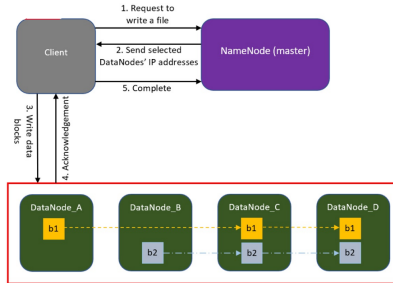 1. Request to
write a file
Client
2. Send selected
DataNodes' IP addresses
NameNode (master)
5. Complete
3. Write data
blocks
4. Acknowledgement
DataNode_A
DataNode_B
DataNode_C
DataNode_D
b1
b1
b1
b2
b2
b2